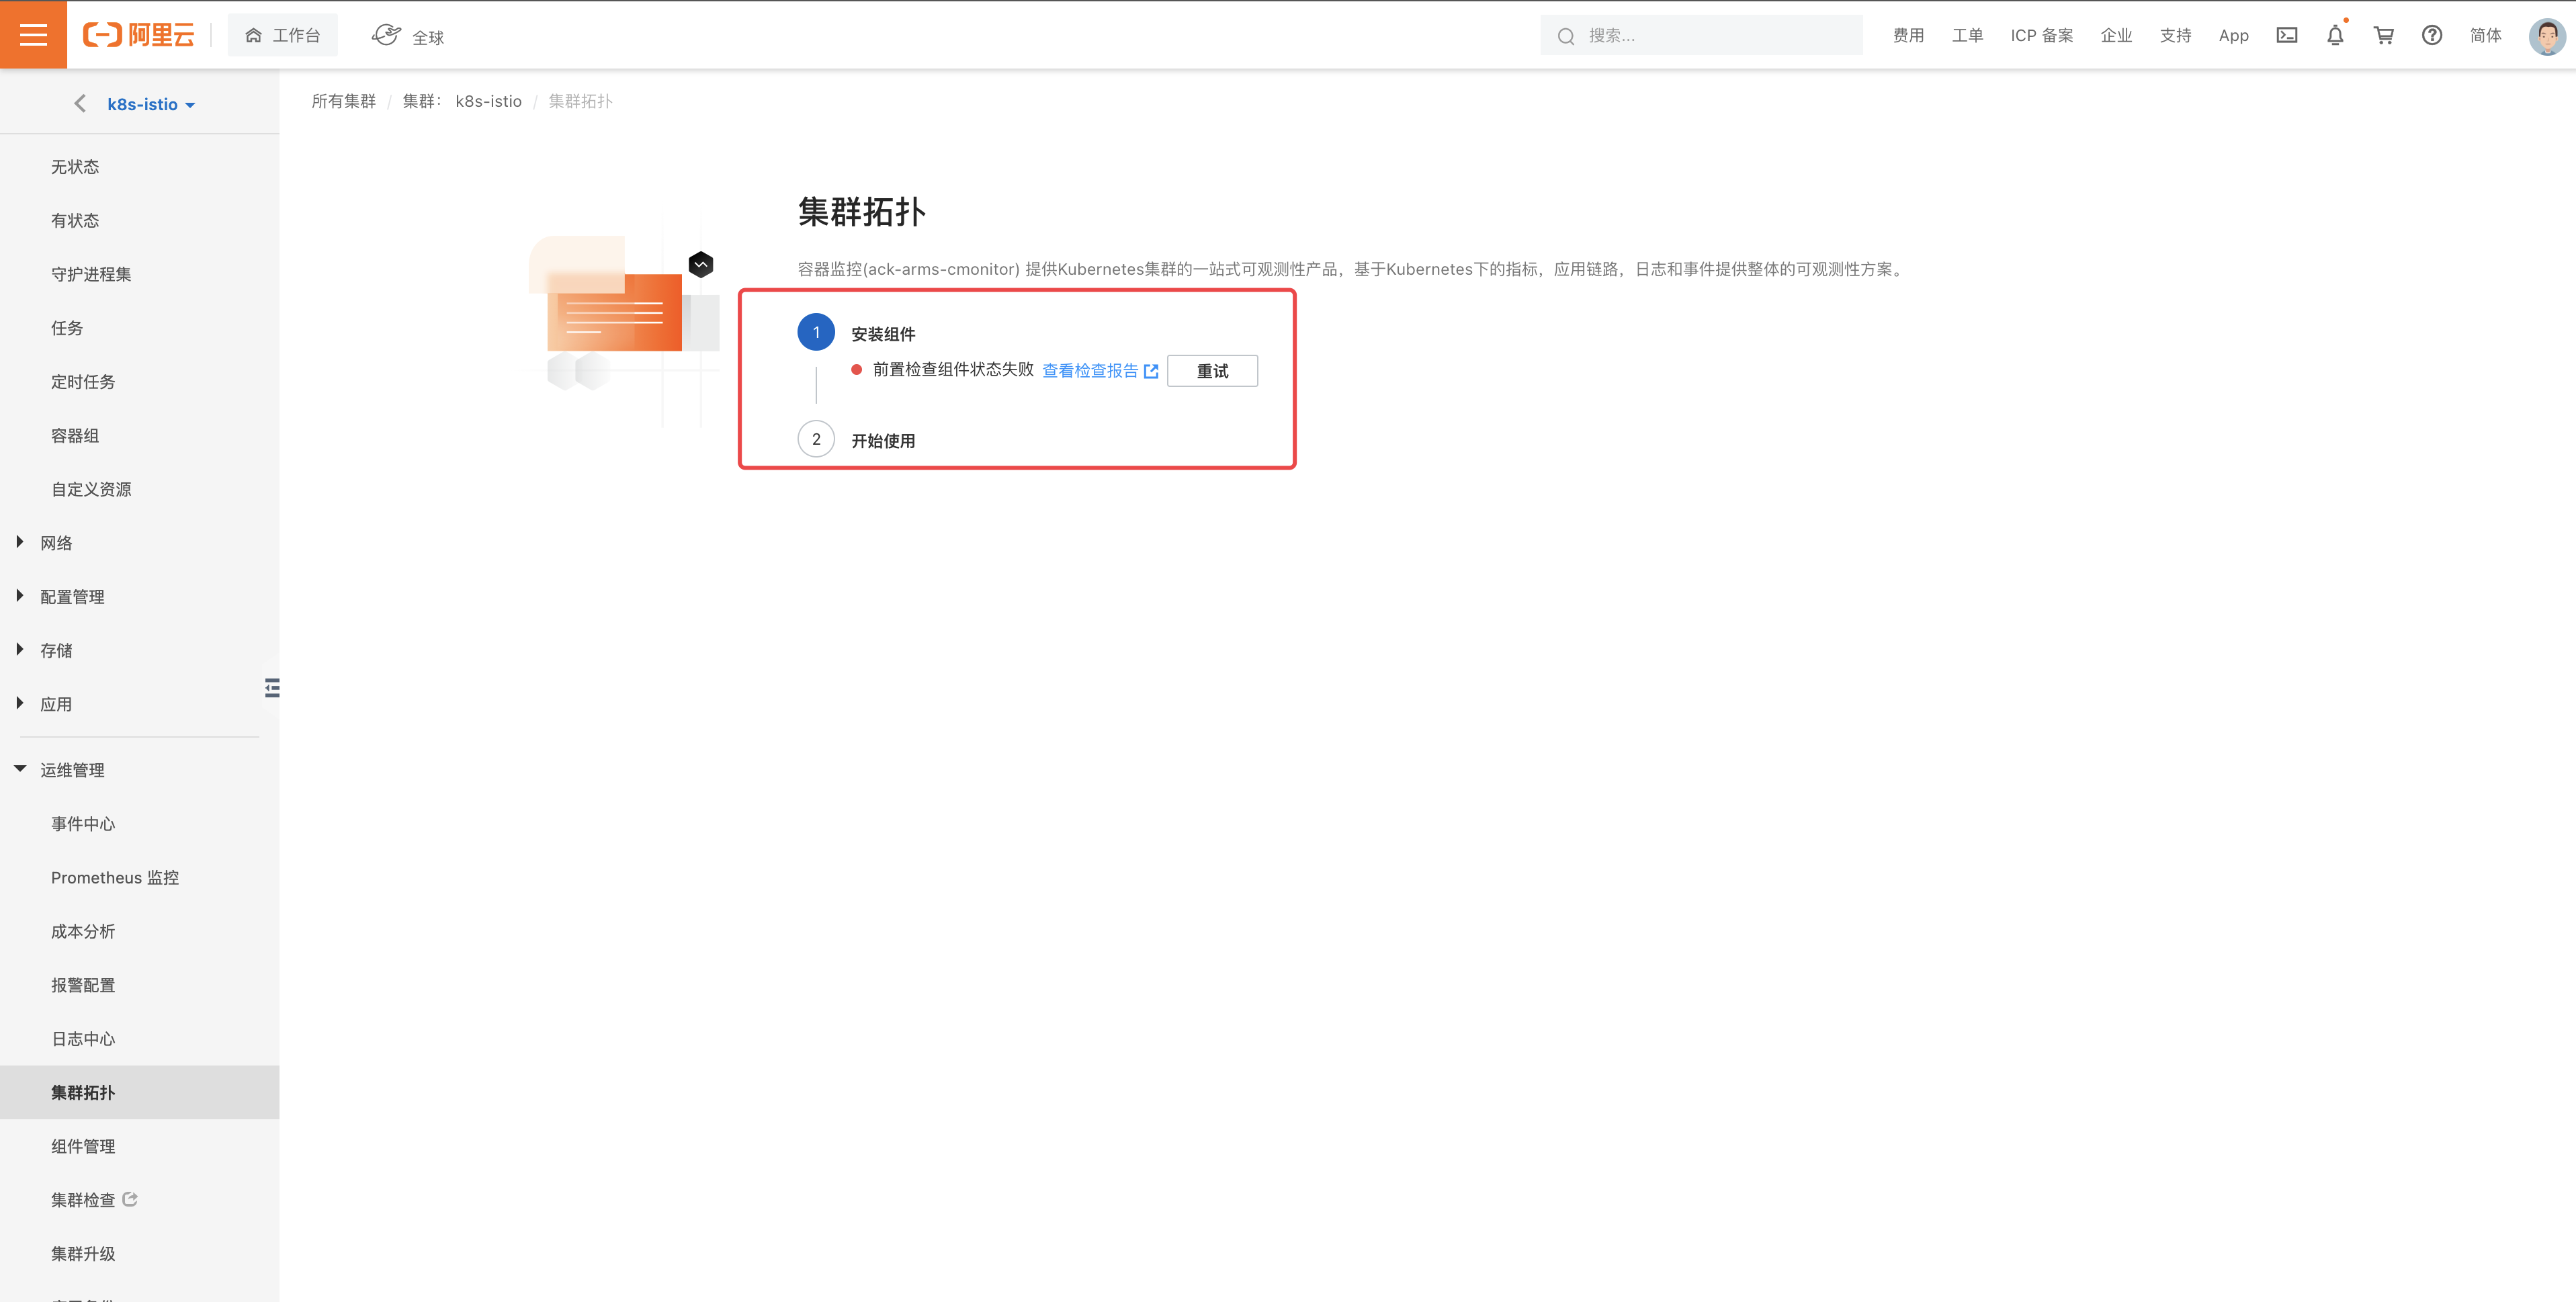 阿里云
工作台
全球
搜索...
费用
工单
ICP 备案
企业
支持
App
简体
k8s-istio
所有集群 / 集群： k8s-istio / 集群拓扑
无状态
有状态
守护进程集
任务
定时任务
容器组
自定义资源
网络
配置管理
存储
应用
运维管理
事件中心
Prometheus 监控
成本分析
报警配置
日志中心
集群拓扑
组件管理
集群检查
集群升级
集群拓扑
容器监控(ack-arms-cmonitor) 提供Kubernetes集群的一站式可观测性产品，基于Kubernetes下的指标，应用链路，日志和事件提供整体的可观测性方案。
1 安装组件
前置检查组件状态失败 查看检查报告 重试
2 开始使用